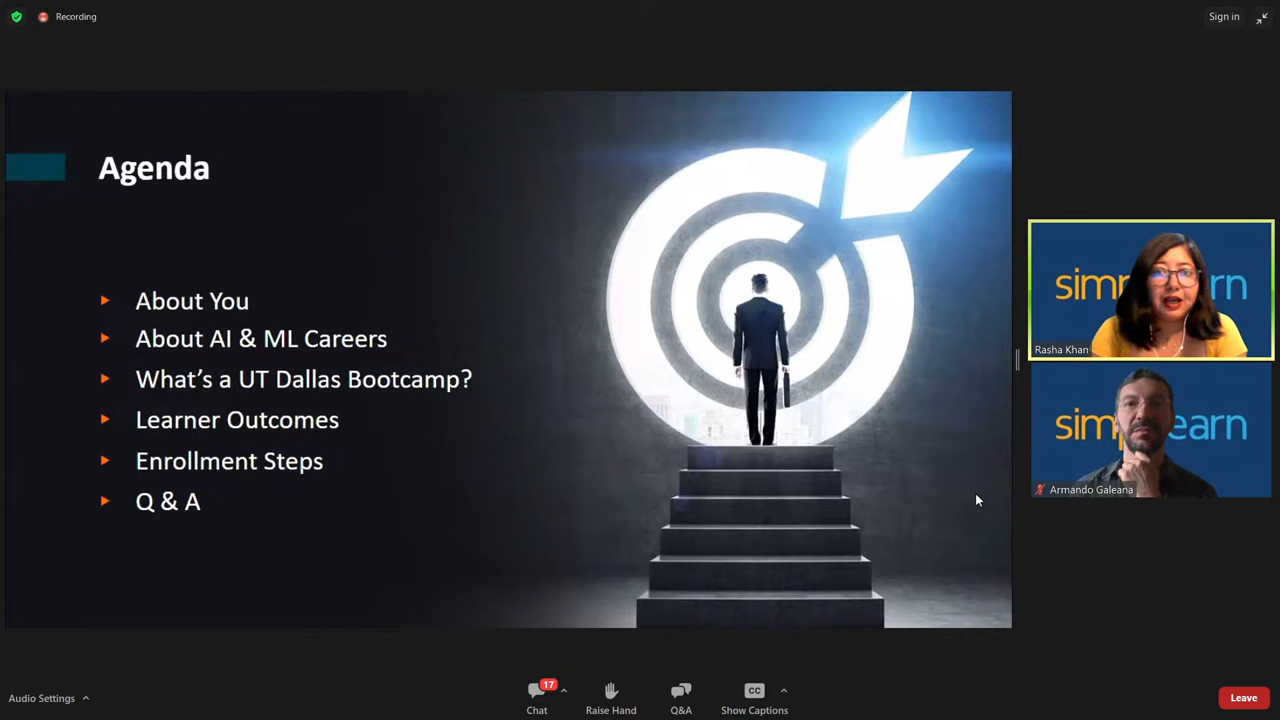 Recording
Sign in
Agenda
About You
About AI & ML Careers
What's a UT Dallas Bootcamp?
Learner Outcomes
Enrollment Steps
Q & A
Rasha Khan
Armando Galeana
Audio Settings
17
Chat
Raise Hand
Q&A
CC
Show Captions
Leave